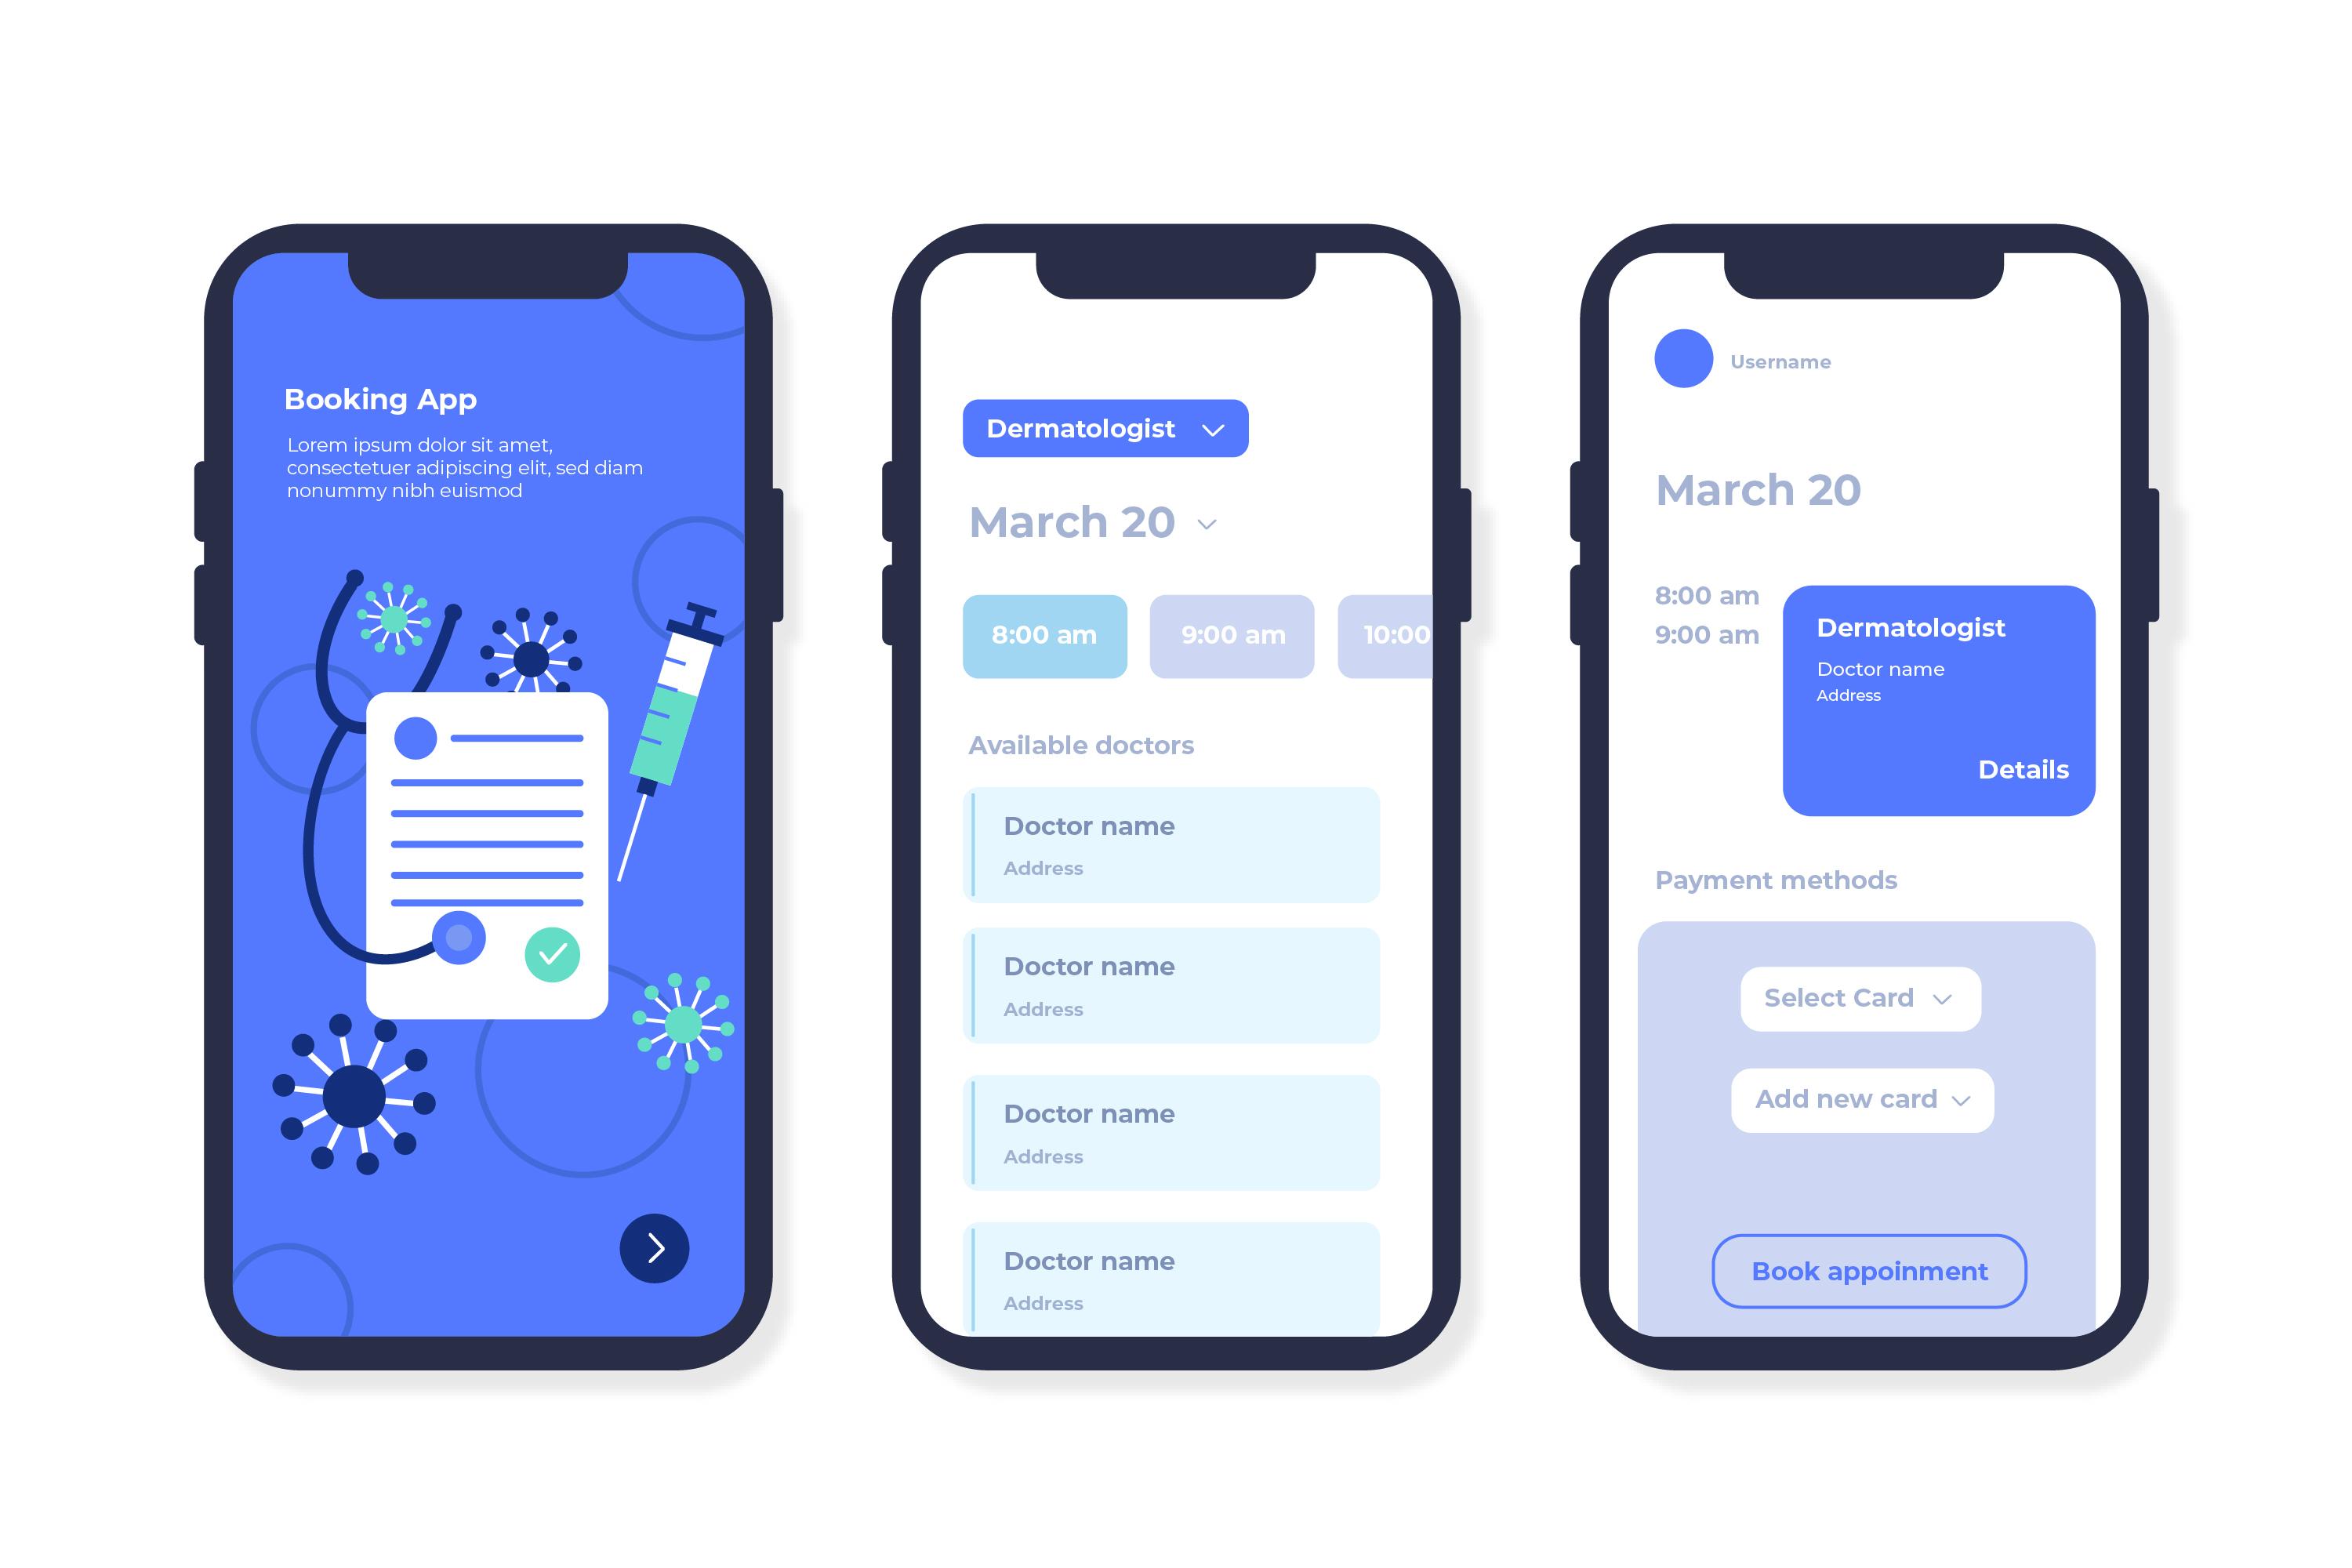 Booking App
Lorem ipsum dolor sit amet,
consectetuer adipiscing elit, sed diam
nonummy nibh euismod
Dermatologist
March 20
8:00 am
9:00 am
10:00
Available doctors
Doctor name
Address
Doctor name
Address
Doctor name
Address
Doctor name
Address
Username
March 20
8:00 am
9:00 am
Dermatologist
Doctor name
Address
Details
Payment methods
Select Card
Add new card
Book appoinment